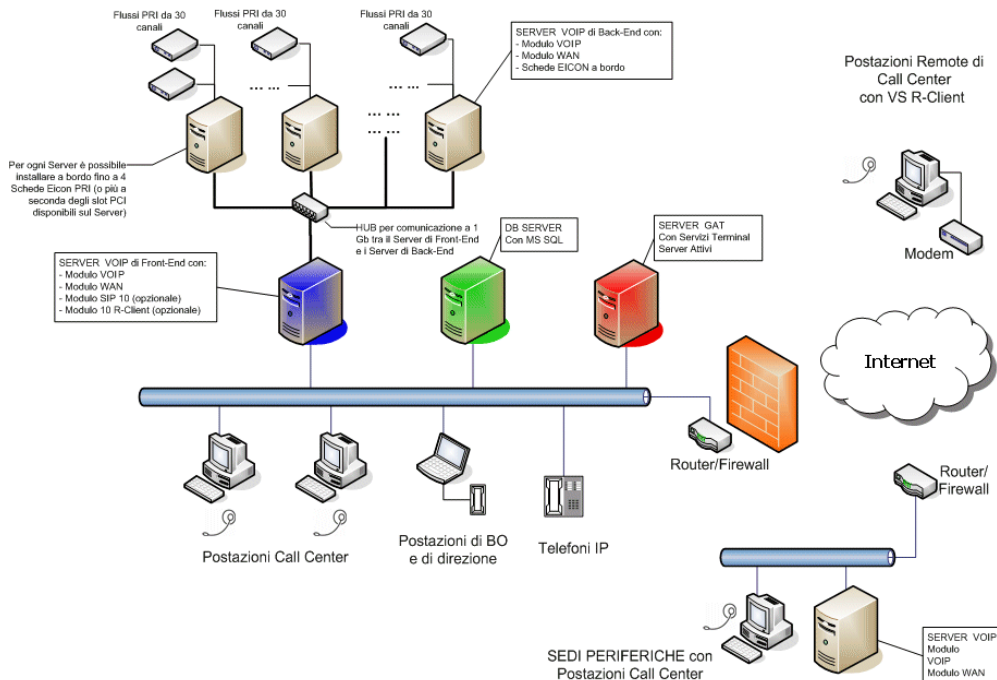 Flussi PRI da 30
canali
Flussi PRI da 30
canali
Flussi PRI da 30
canali
SERVER VOIP di Back-End con:
- Modulo VOIP
- Modulo WAN
- Schede EICON a bordo
Postazioni Remote di
Call Center
con VS R-Client
... ...
... ...
... ...
... ...
Per ogni Server è possibile
installare a bordo fino a 4
Schede Eicon PRI (o più a
seconda degli slot PCI
disponibili sul Server)
HUB per comunicazione a 1
Gb tra il Server di Front-End
e i Server di Back-End
DB SERVER
Con MS SQL
SERVER GAT
Con Servizi Terminal
Server Attivi
Modem
SERVER VOIP di Front-End con:
- Modulo VOIP
- Modulo WAN
- Modulo SIP 10 (opzionale)
- Modulo 10 R-Client (opzionale)
Internet
Router/Firewall
Router/
Firewall
Postazioni Call Center
Postazioni di BO
e di direzione
Telefoni IP
SEDI PERIFERICHE con
Postazioni Call Center
SERVER VOIP
Modulo
VOIP
Modulo WAN